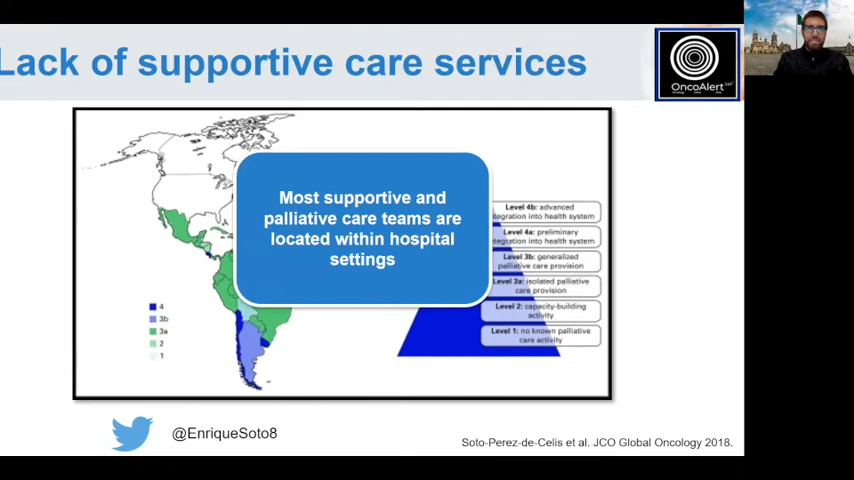 Lack of supportive care services
OncoAlert
Most supportive and
palliative care teams are
located within hospital
settings
Level 4b: advanced
integration into health system
Level 4a: preliminary
integration into health system
Level 3b: generalized
palliative care provision
Level 3a: isolated palliative
care provision
Level 2: capacity-building
activity
Level 1: no known palliative
care activity
4
3b
3a
2
1
@EnriqueSoto8
Soto-Perez-de-Celis et al. JCO Global Oncology 2018.